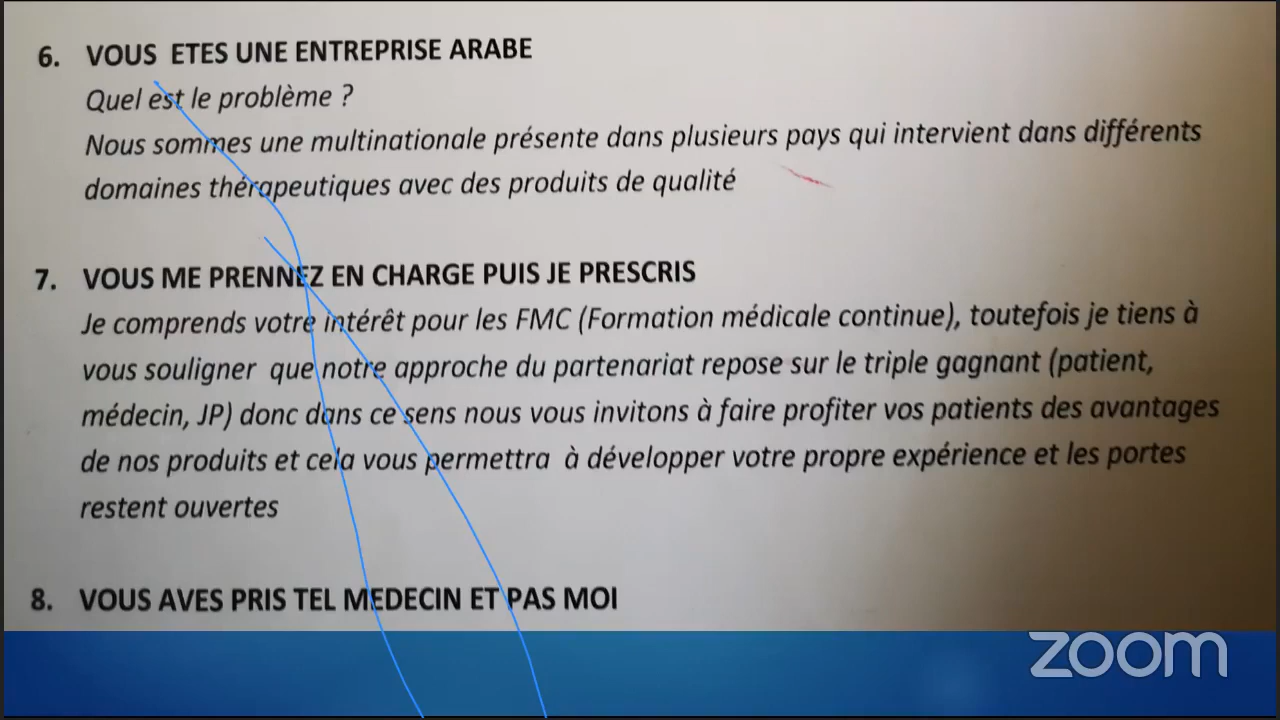 6. VOUS ETES UNE ENTREPRISE ARABE
Quel est le problème ?
Nous sommes une multinationale présente dans plusieurs pays qui intervient dans différents
domaines thérapeutiques avec des produits de qualité
7. VOUS ME PRENNEZ EN CHARGE PUIS JE PRESCRIS
Je comprends votre intérêt pour les FMC (Formation médicale continue), toutefois je tiens à
vous souligner que notre approche du partenariat repose sur le triple gagnant (patient,
médecin, JP) donc dans ce sens nous vous invitons à faire profiter vos patients des avantages
de nos produits et cela vous permettra à développer votre propre expérience et les portes
restent ouvertes
8. VOUS AVES PRIS TEL MEDECIN ET PAS MOI
zoom